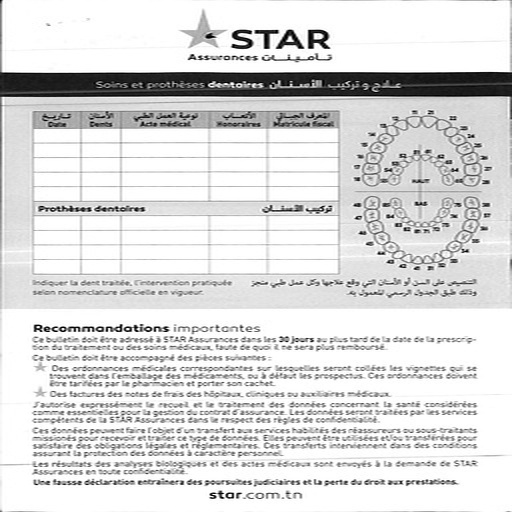 STAR
Assurances تـأمينـات
Soins et prothèses dentaires علاج و تركيب الأسنـان
تـاريـخ الأسنان نوعية العمل الطبي الأتعـاب المعرف الجبـائي
Date Dents Acte médical Honoraires Matricule fiscal
Prothèses dentaires تركيب الأسنـان
HAUT
BAS
Indiquer la dent traitée, l'intervention pratiquée
selon nomenclature officielle en vigueur.
التنصيص على السن أو الأسنان التي وقع علاجها وكل عمل طبي منجز
وذلك طبق الجدول الرسمي المعمول به.
Recommandations importantes
Ce bulletin doit être adressé à STAR Assurances dans les 30 jours au plus tard de la date de la prescrip-
tion du traitement ou des soins médicaux, faute de quoi il ne sera plus remboursé.
Ce bulletin doit être accompagné des pièces suivantes :
Des ordonnances médicales correspondantes sur lesquelles seront collées les vignettes qui se
trouvent dans l'emballage des médicaments, ou à défaut les prospectus. Ces ordonnances doivent
être tarifiées par le pharmacien et porter son cachet.
Des factures des notes de frais des hôpitaux, cliniques ou auxiliaires médicaux.
J'autorise expressément le recueil et le traitement des données concernant la santé considérées
comme essentielles pour la gestion du contrat d'assurance. Les données seront traitées par les services
compétents de la STAR Assurances dans le respect des règles de confidentialité.
Ces données peuvent faire l'objet d'un transfert aux services habilités des réassureurs ou sous-traitants
missionés pour recevoir et traiter ce type de données. Elles peuvent être utilisées et/ou transférées pour
satisfaire aux obligations légales et réglementaires. Ces transferts interviennent dans des conditions
assurant la protection des données à caractère personnel.
Les résultats des analyses biologiques et des actes médicaux sont envoyés à la demande de STAR
Assurances en toute confidentialité.
Une fausse déclaration entraînera des poursuites judiciaires et la perte du droit aux prestations.
star.com.tn